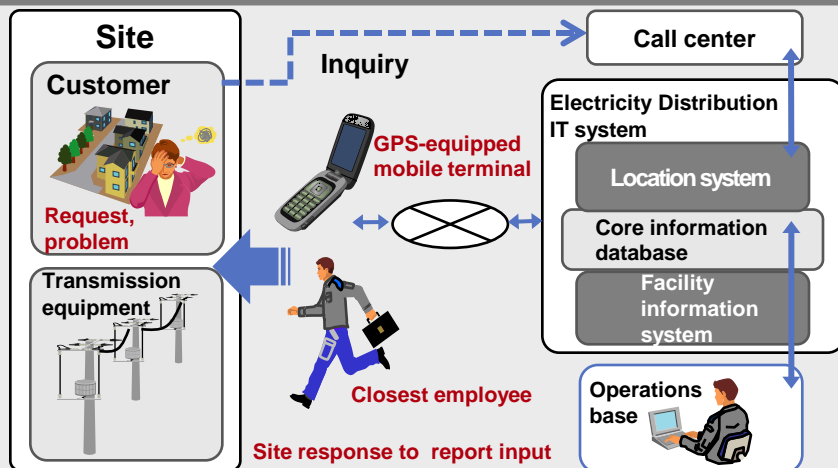 Site
Customer
Request,
problem
Transmission
equipment
Inquiry
GPS-equipped
mobile terminal
Closest employee
Site response to report input
Call center
Electricity Distribution
IT system
Location system
Core information
database
Facility
information
system
Operations
base